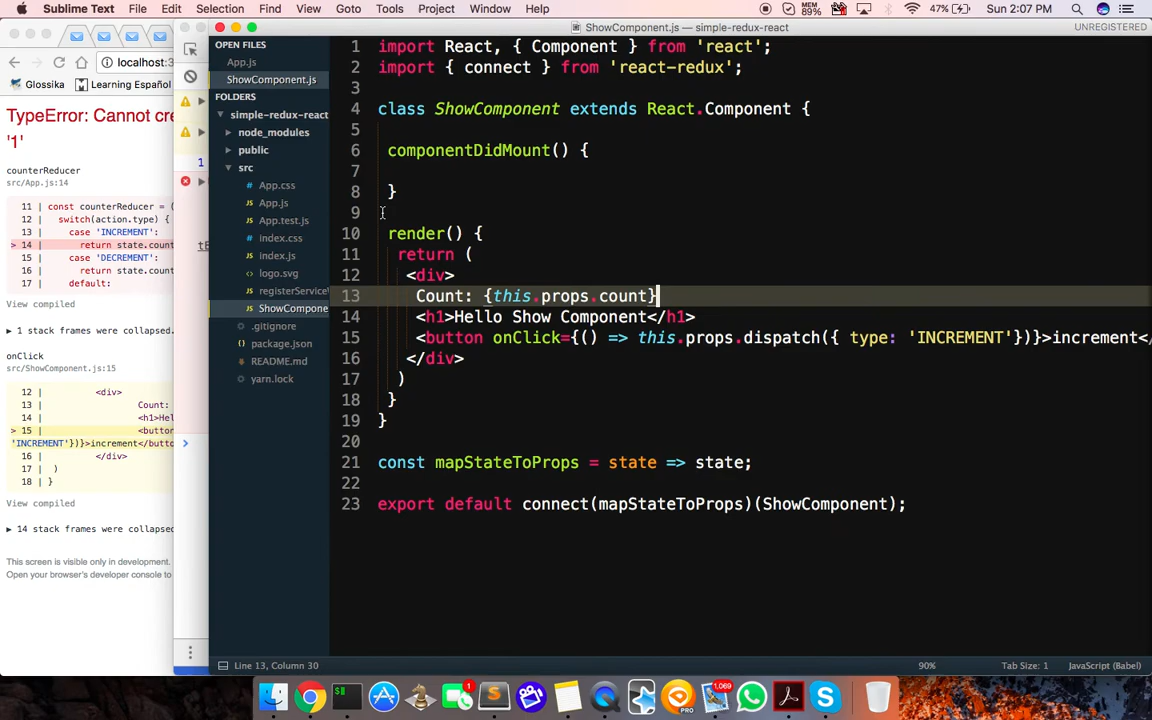 Sublime Text File Edit Selection Find View Goto Tools Project Window Help MEM 89% 47% Sun 2:07 PM
ShowComponent.js — simple-redux-react UNREGISTERED
localhost:3
Glossika Learning Español
TypeError: Cannot cre
'1'
counterReducer
src/App.js:14
11 | const counterReducer = (
12 | switch(action.type) {
13 | case 'INCREMENT':
> 14 | return state.count
15 | case 'DECREMENT':
16 | return state.count
17 | default:
View compiled
▶ 1 stack frames were collapsed.
onClick
src/ShowComponent.js:15
12 | <div>
13 | Count:
14 | <h1>Hel
> 15 | <button
'INCREMENT'})}>increment</butt
16 | </div>
17 | )
18 | }
View compiled
▶ 14 stack frames were collapsed
This screen is visible only in development.
Open your browser's developer console to
1
OPEN FILES
App.js
ShowComponent.js
FOLDERS
simple-redux-react
node_modules
public
src
App.css
App.js
App.test.js
index.css
index.js
logo.svg
registerService
ShowCompone
.gitignore
package.json
README.md
yarn.lock
1 import React, { Component } from 'react';
2 import { connect } from 'react-redux';
3
4 class ShowComponent extends React.Component {
5
6 componentDidMount() {
7
8 }
9
10 render() {
11 return (
12 <div>
13 Count: {this.props.count}
14 <h1>Hello Show Component</h1>
15 <button onClick={() => this.props.dispatch({ type: 'INCREMENT'})}>increment</
16 </div>
17 )
18 }
19 }
20
21 const mapStateToProps = state => state;
22
23 export default connect(mapStateToProps)(ShowComponent);
Line 13, Column 30 90% Tab Size: 1 JavaScript (Babel)
1 1,069 PRO